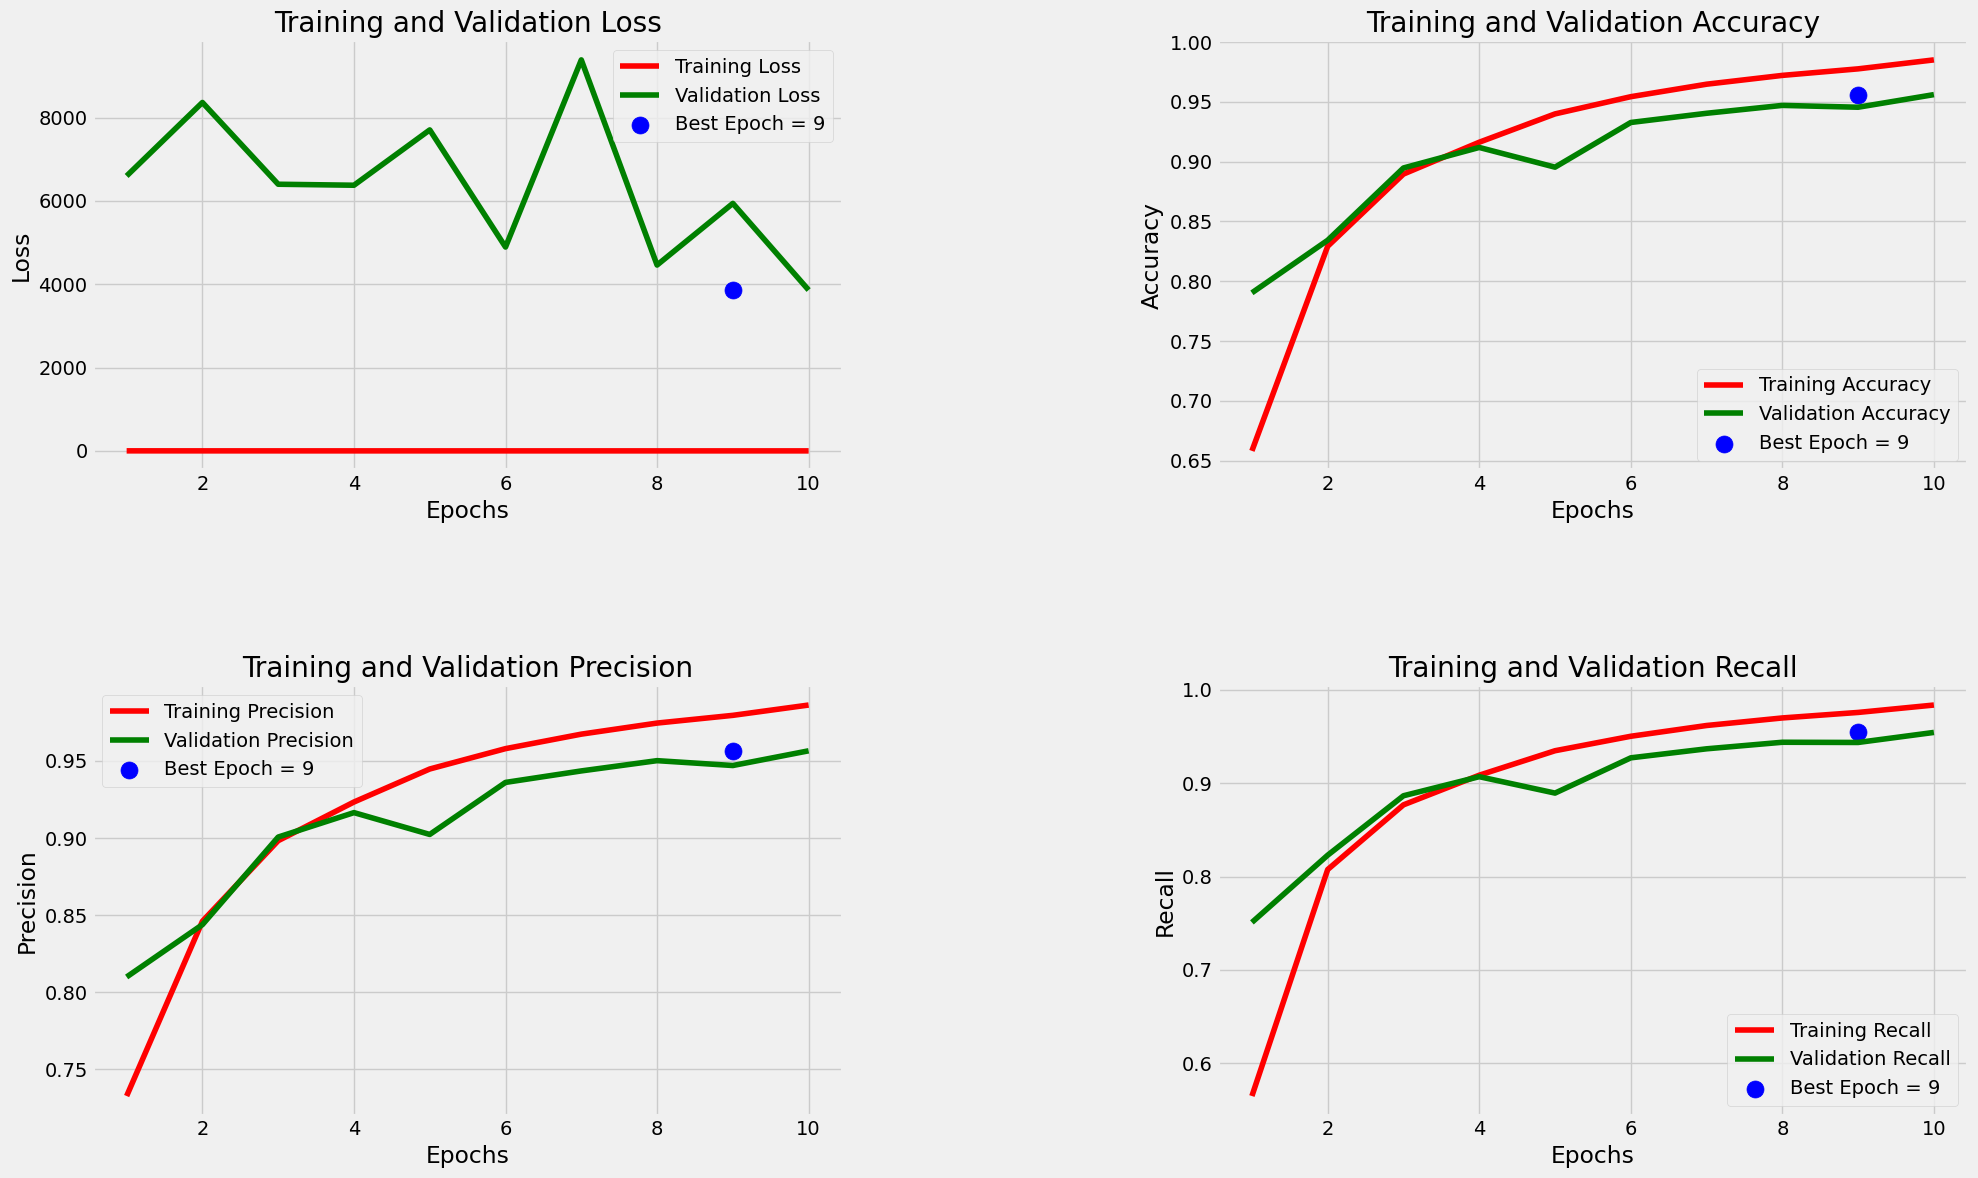 Training and Validation Loss
Training Loss
Validation Loss
Best Epoch = 9
8000
6000
4000
2000
0
Loss
2 4 6 8 10
Epochs
Training and Validation Accuracy
1.00
0.95
0.90
0.85
0.80
0.75
0.70
0.65
Accuracy
Training Accuracy
Validation Accuracy
Best Epoch = 9
2 4 6 8 10
Epochs
Training and Validation Precision
Training Precision
Validation Precision
Best Epoch = 9
0.95
0.90
0.85
0.80
0.75
Precision
2 4 6 8 10
Epochs
Training and Validation Recall
1.0
0.9
0.8
0.7
0.6
Recall
Training Recall
Validation Recall
Best Epoch = 9
2 4 6 8 10
Epochs